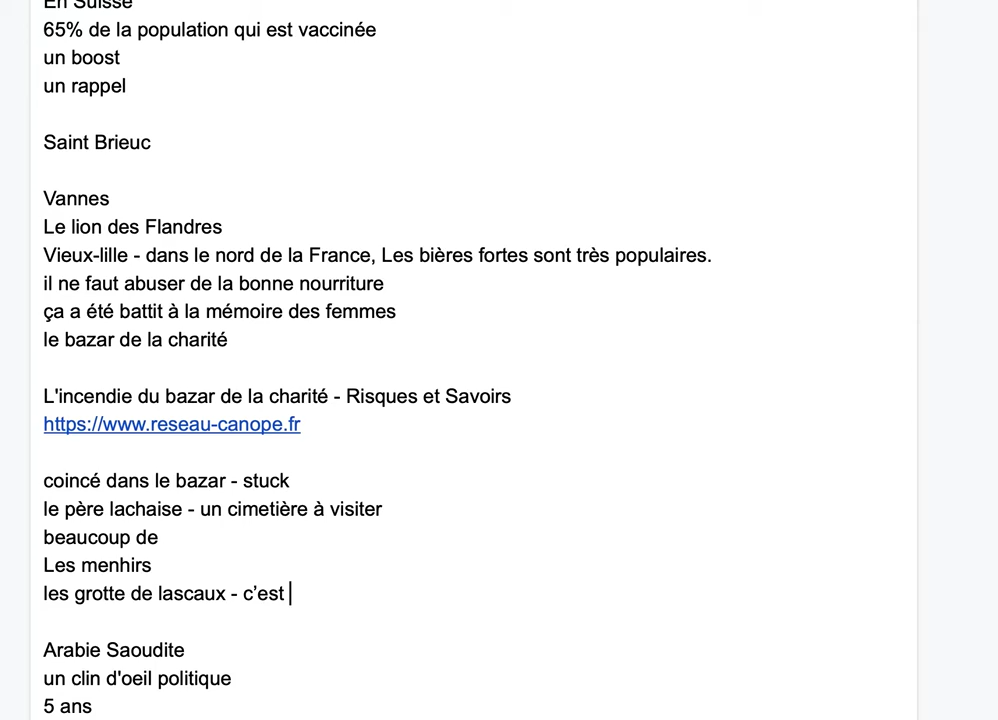 En Suisse
65% de la population qui est vaccinée
un boost
un rappel
Saint Brieuc
Vannes
Le lion des Flandres
Vieux-lille - dans le nord de la France, Les bières fortes sont très populaires.
il ne faut abuser de la bonne nourriture
ça a été battit à la mémoire des femmes
le bazar de la charité
L'incendie du bazar de la charité - Risques et Savoirs
https://www.reseau-canope.fr
coincé dans le bazar - stuck
le père lachaise - un cimetière à visiter
beaucoup de
Les menhirs
les grotte de lascaux - c’est
Arabie Saoudite
un clin d'oeil politique
5 ans